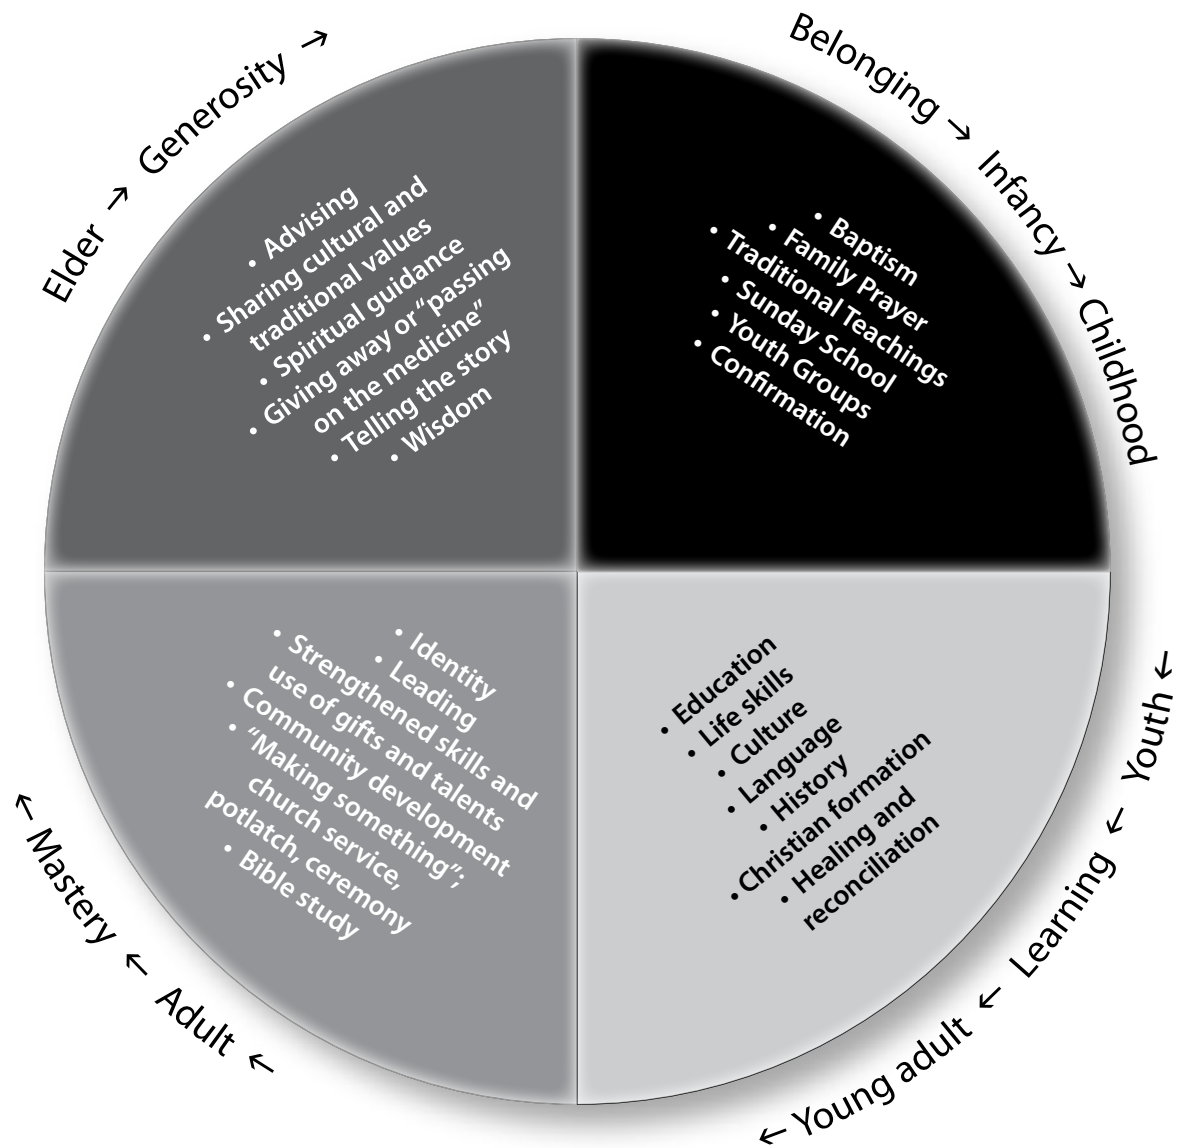 Belonging → Infancy → Childhood
• Baptism
• Family Prayer
• Traditional Teachings
• Sunday School
• Youth Groups
• Confirmation
← Youth ← Learning ← Young adult ←
• Education
• Life skills
• Culture
• Language
• History
•Christian formation
• Healing and
reconciliation
← Adult ← Mastery ←
• Identity
• Leading
• Strengthened skills and
use of gifts and talents
• Community development
• “Making something”;
church service,
potlatch, ceremony
• Bible study
Elder → Generosity →
• Advising
• Sharing cultural and
traditional values
• Spiritual guidance
• Giving away or“passing
on the medicine”
• Telling the story
• Wisdom